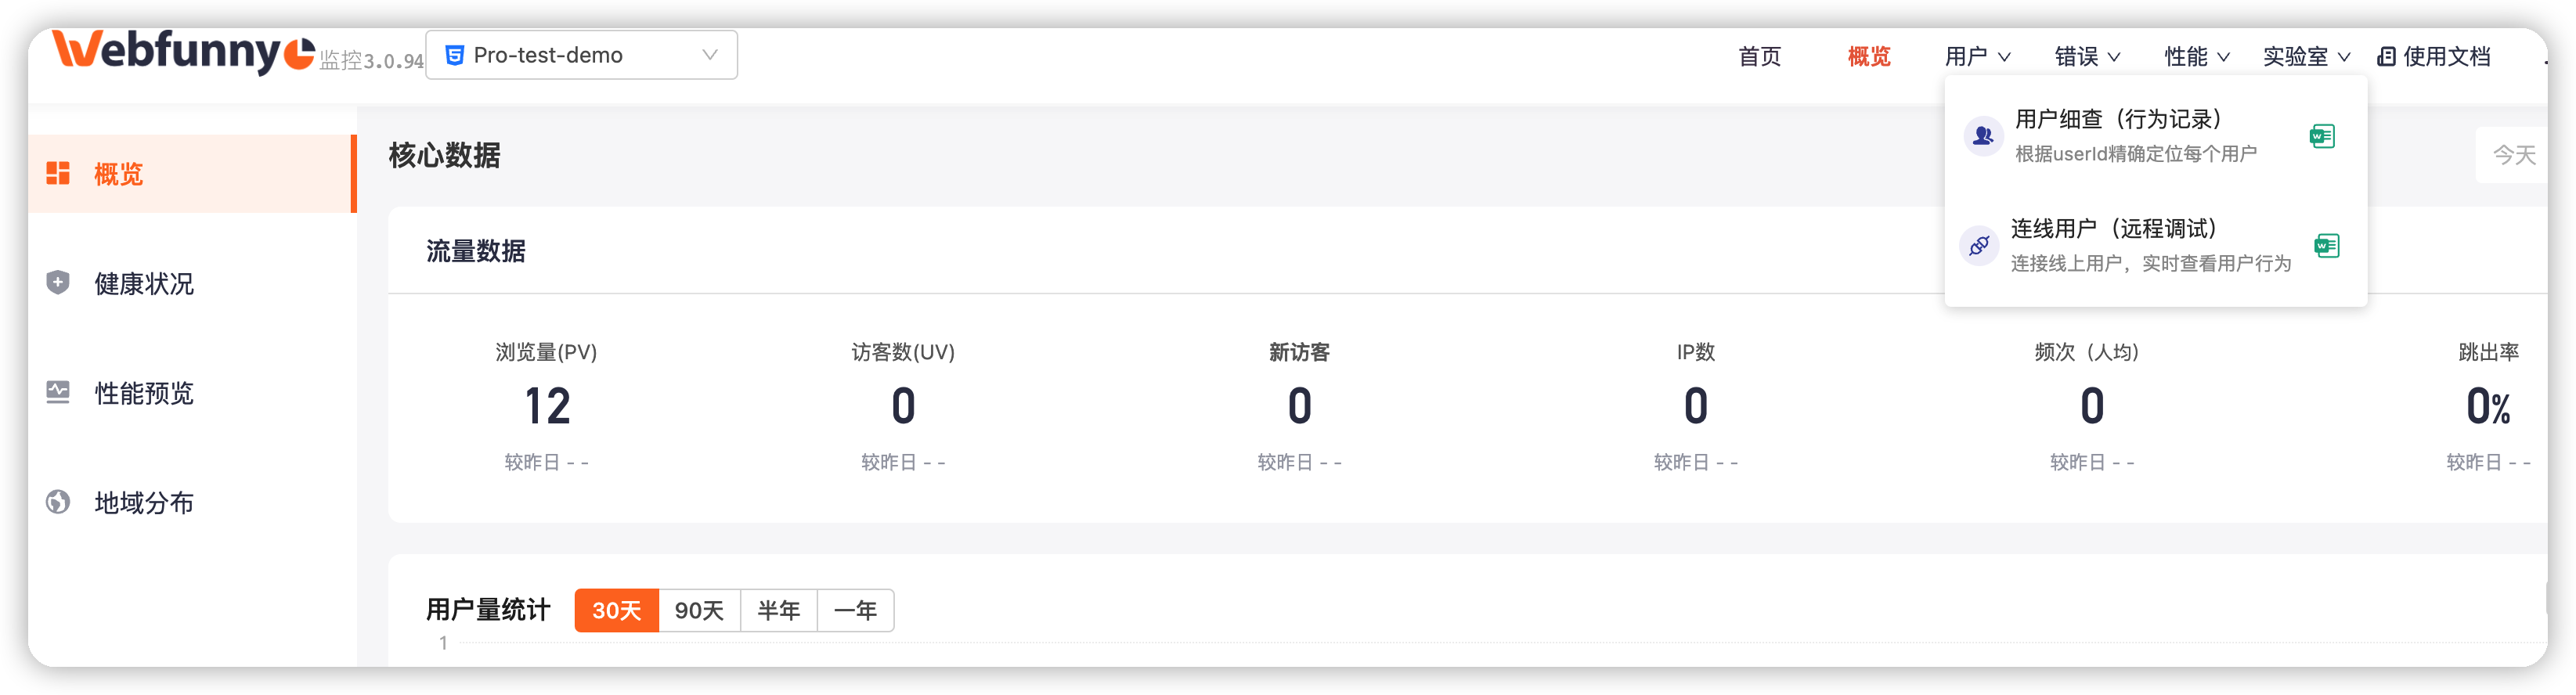 Webfunny 监控3.0.94 Pro-test-demo 首页 概览 用户 错误 性能 实验室 使用文档
用户细查（行为记录）
根据userId精确定位每个用户
连线用户（远程调试）
连接线上用户，实时查看用户行为
概览
健康状况
性能预览
地域分布
核心数据 今天
流量数据
浏览量(PV) 访客数(UV) 新访客 IP数 频次（人均） 跳出率
12 0 0 0 0 0%
较昨日 - - 较昨日 - - 较昨日 - - 较昨日 - - 较昨日 - - 较昨日 - -
用户量统计 30天 90天 半年 一年
1